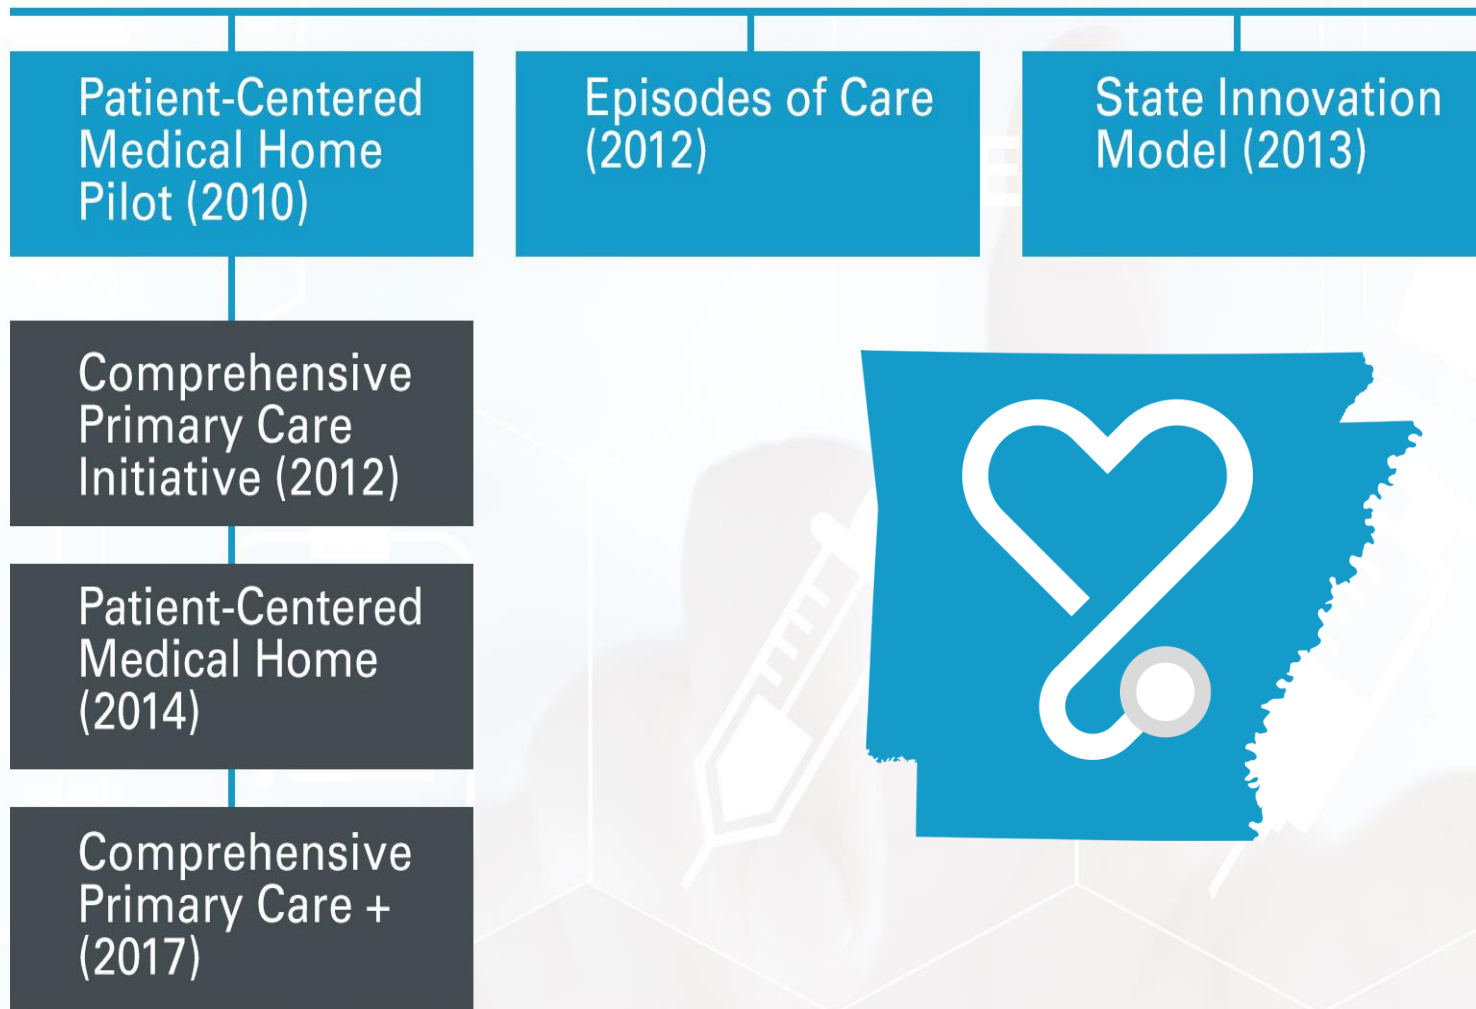 Patient-Centered
Medical Home
Pilot (2010)
Episodes of Care
(2012)
State Innovation
Model (2013)
Comprehensive
Primary Care
Initiative (2012)
Patient-Centered
Medical Home
(2014)
Comprehensive
Primary Care +
(2017)